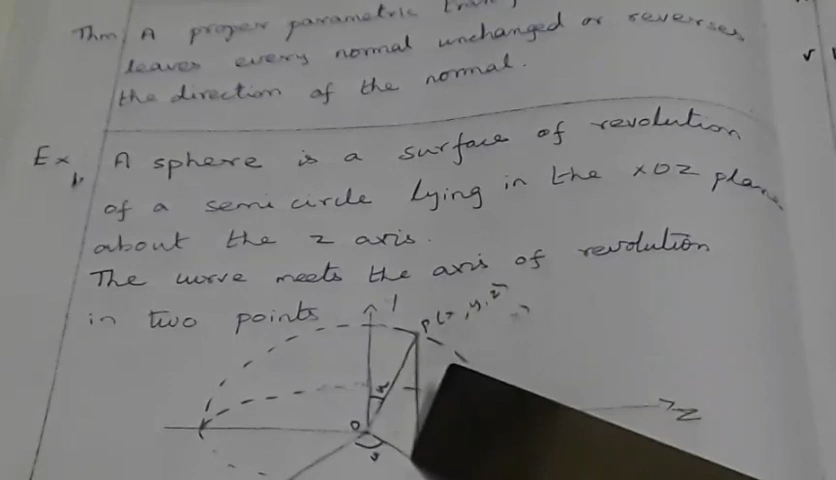 Thm A proper parametric
leaves every normal unchanged or reverses
the direction of the normal.
Ex 1, A sphere is a surface of revolution
of a semi circle lying in the xoz plane
about the z axis.
The curve meets the axis of revolution
in two points
P( , y, z)
O
z